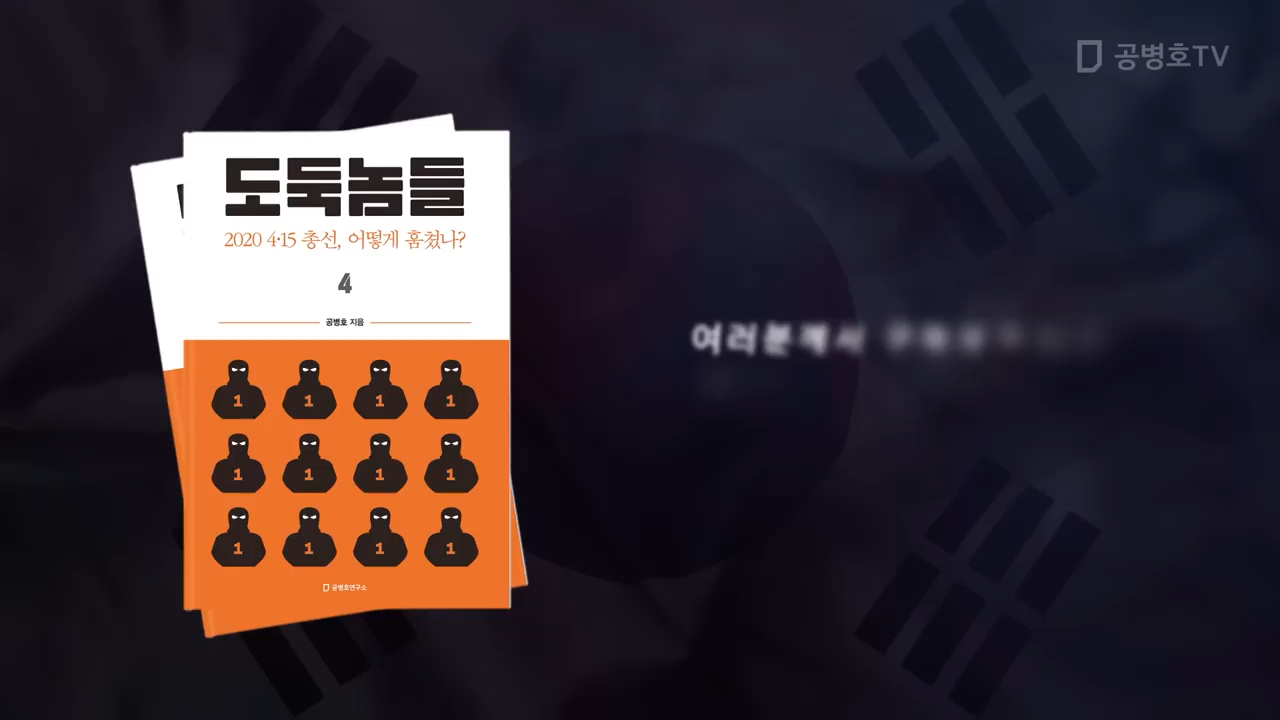 공병호TV
도둑놈들
2020 4·15 총선, 어떻게 훔쳤나?
4
공병호 지음
1 1 1 1
1 1 1 1
1 1 1 1
공병호연구소
여러분께서